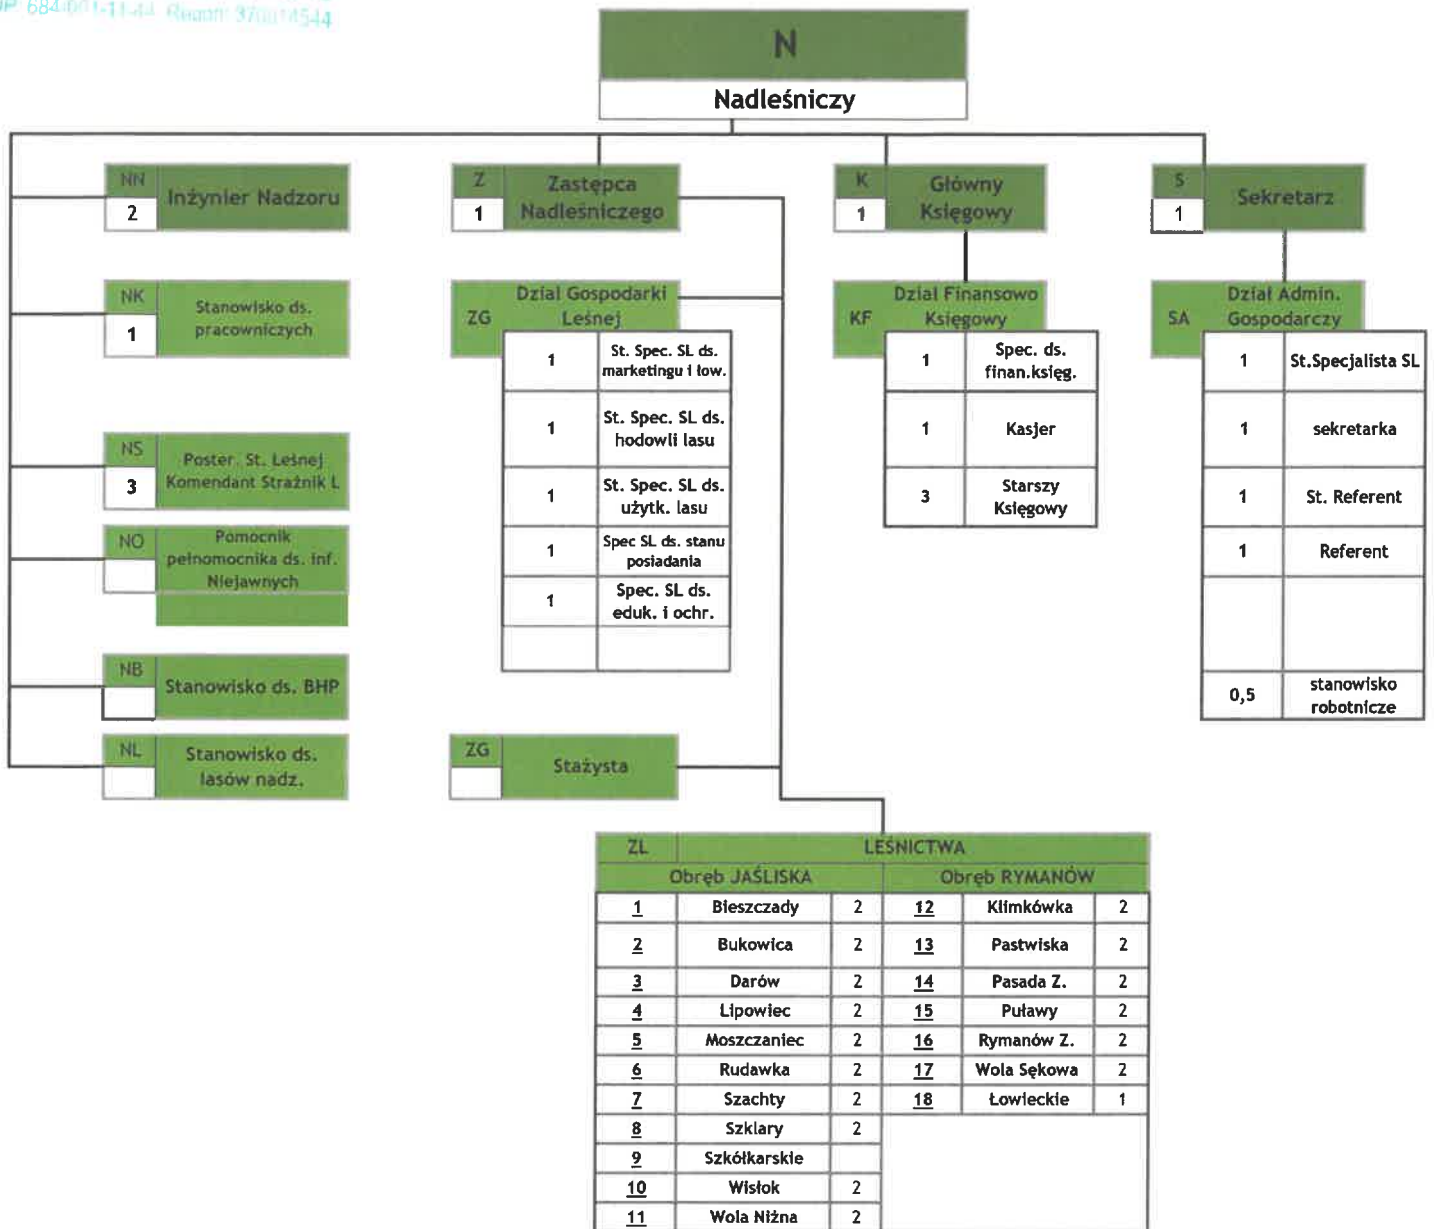 684-001-11-44 Regon: 370014544
N
Nadleśniczy
NN
Inżynier Nadzoru
2
Z
Zastępca
Nadleśniczego
1
K
Główny
Księgowy
1
S
Sekretarz
1
NK
Stanowisko ds.
pracowniczych
1
ZG
Dział Gospodarki
Leśnej
KF
Dział Finansowo
Księgowy
SA
Dział Admin.
Gospodarczy
1 St. Spec. SL ds.
marketingu i łow.
1 St. Spec. SL ds.
hodowli lasu
1 St. Spec. SL ds.
użytk. lasu
1 Spec SL ds. stanu
posiadania
1 Spec. SL ds.
eduk. i ochr.
1 Spec. ds.
finan.księg.
1 Kasjer
3 Starszy
Księgowy
1 St.Specjalista SL
1 sekretarka
1 St. Referent
1 Referent
0,5 stanowisko
robotnicze
NS
Poster. St. Leśnej
Komendant Strażnik L
3
NO
Pomocnik
pełnomocnika ds. inf.
Niejawnych
NB
Stanowisko ds. BHP
NL
Stanowisko ds.
lasów nadz.
ZG
Stażysta
ZL LEŚNICTWA
Obręb JAŚLISKA Obręb RYMANÓW
1 Bieszczady 2 12 Klimkówka 2
2 Bukowica 2 13 Pastwiska 2
3 Darów 2 14 Pasada Z. 2
4 Lipowiec 2 15 Puławy 2
5 Moszczaniec 2 16 Rymanów Z. 2
6 Rudawka 2 17 Wola Sękowa 2
7 Szachty 2 18 Łowieckie 1
8 Szklary 2
9 Szkółkarskie
10 Wisłok 2
11 Wola Niżna 2